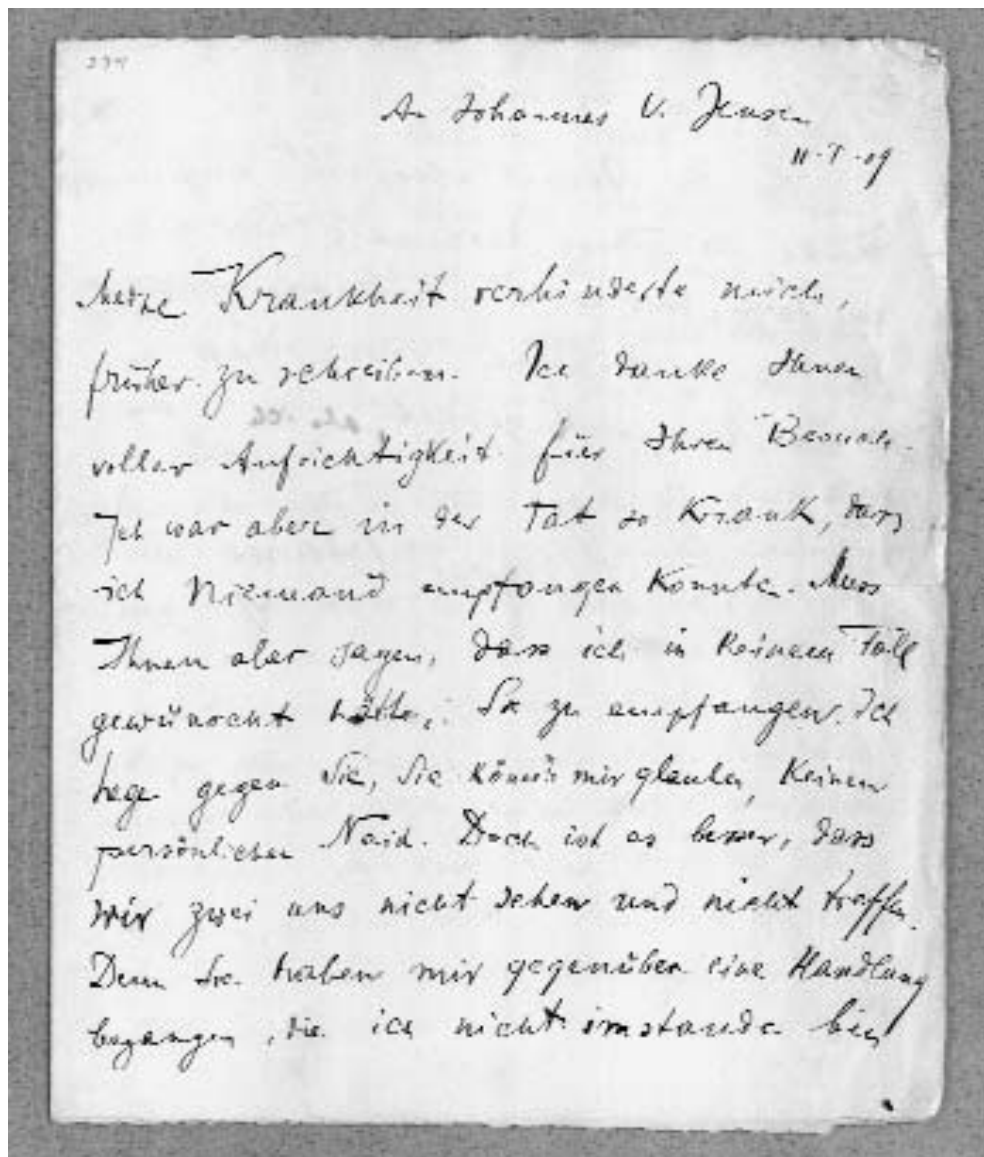 234
An Johannes V. Jensen
11-I-09
Meine Krankheit verhinderte mich,
früher zu schreiben. Ich danke Ihnen
voller Aufrichtigkeit für Ihren Besuch.
Ich war aber in der Tat so Krank, dass
ich Niemand empfangen Konnte. Muss
Ihnen aber sagen, dass ich in Keinem Fall
gewünscht hätte, Sie zu empfangen. Ich
hege gegen Sie, Sie können mir glauben, Keinen
persönlichen Neid. Doch ist es besser, dass
wir zwei uns nicht sehen und nicht treffen.
Denn Sie haben mir gegenüber eine Handlung
begangen, die ich nicht imstande bin